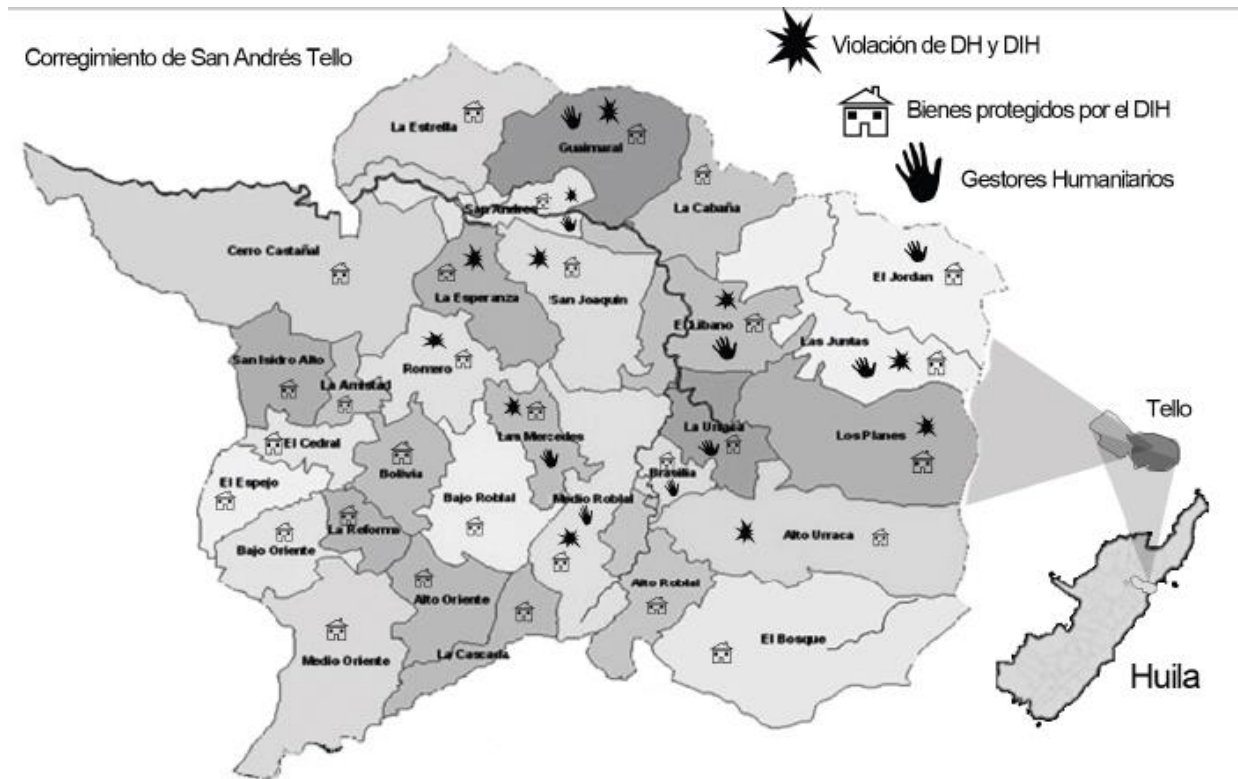 Corregimiento de San Andrés Tello
Violación de DH y DIH
Bienes protegidos por el DIH
Gestores Humanitarios
La Estrella
Guaimaral
San Andres
La Cabaña
Cerro Castañal
El Jordan
La Esperanza
San Joaquin
El Libano
Las Juntas
San Isidro Alto
La Amistad
Romero
Tello
El Cedral
Las Mercedes
La Urraca
Los Planes
Bolivia
Brasilia
El Espejo
Bajo Roblal
Medio Roblal
La Reforma
Bajo Oriente
Alto Urraca
Alto Oriente
Alto Roblal
El Bosque
La Cascada
Medio Oriente
Huila